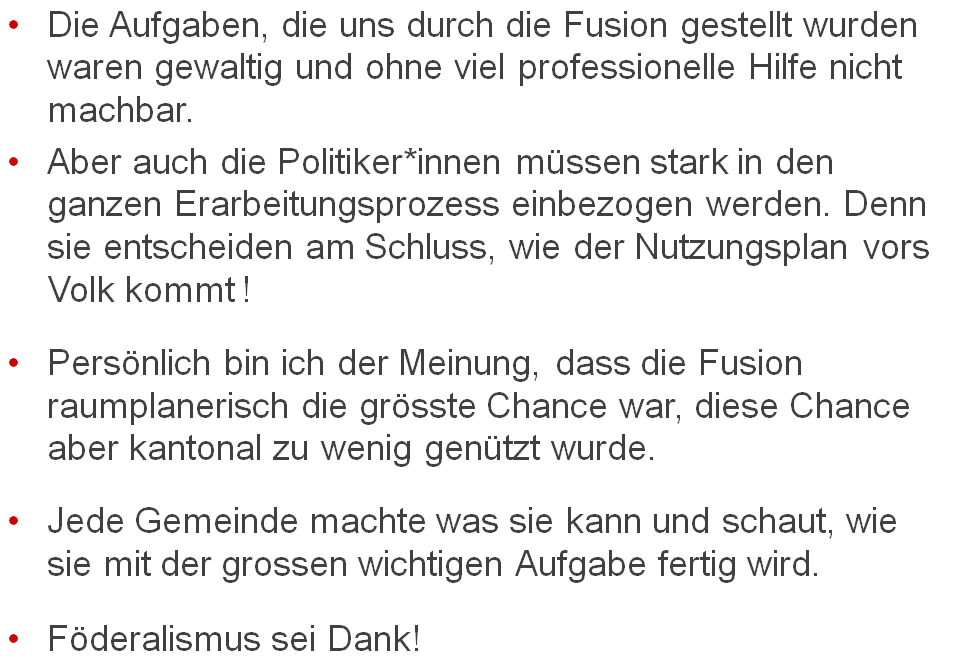 • Die Aufgaben, die uns durch die Fusion gestellt wurden
waren gewaltig und ohne viel professionelle Hilfe nicht
machbar.
• Aber auch die Politiker*innen müssen stark in den
ganzen Erarbeitungsprozess einbezogen werden. Denn
sie entscheiden am Schluss, wie der Nutzungsplan vors
Volk kommt !
• Persönlich bin ich der Meinung, dass die Fusion
raumplanerisch die grösste Chance war, diese Chance
aber kantonal zu wenig genützt wurde.
• Jede Gemeinde machte was sie kann und schaut, wie
sie mit der grossen wichtigen Aufgabe fertig wird.
• Föderalismus sei Dank!